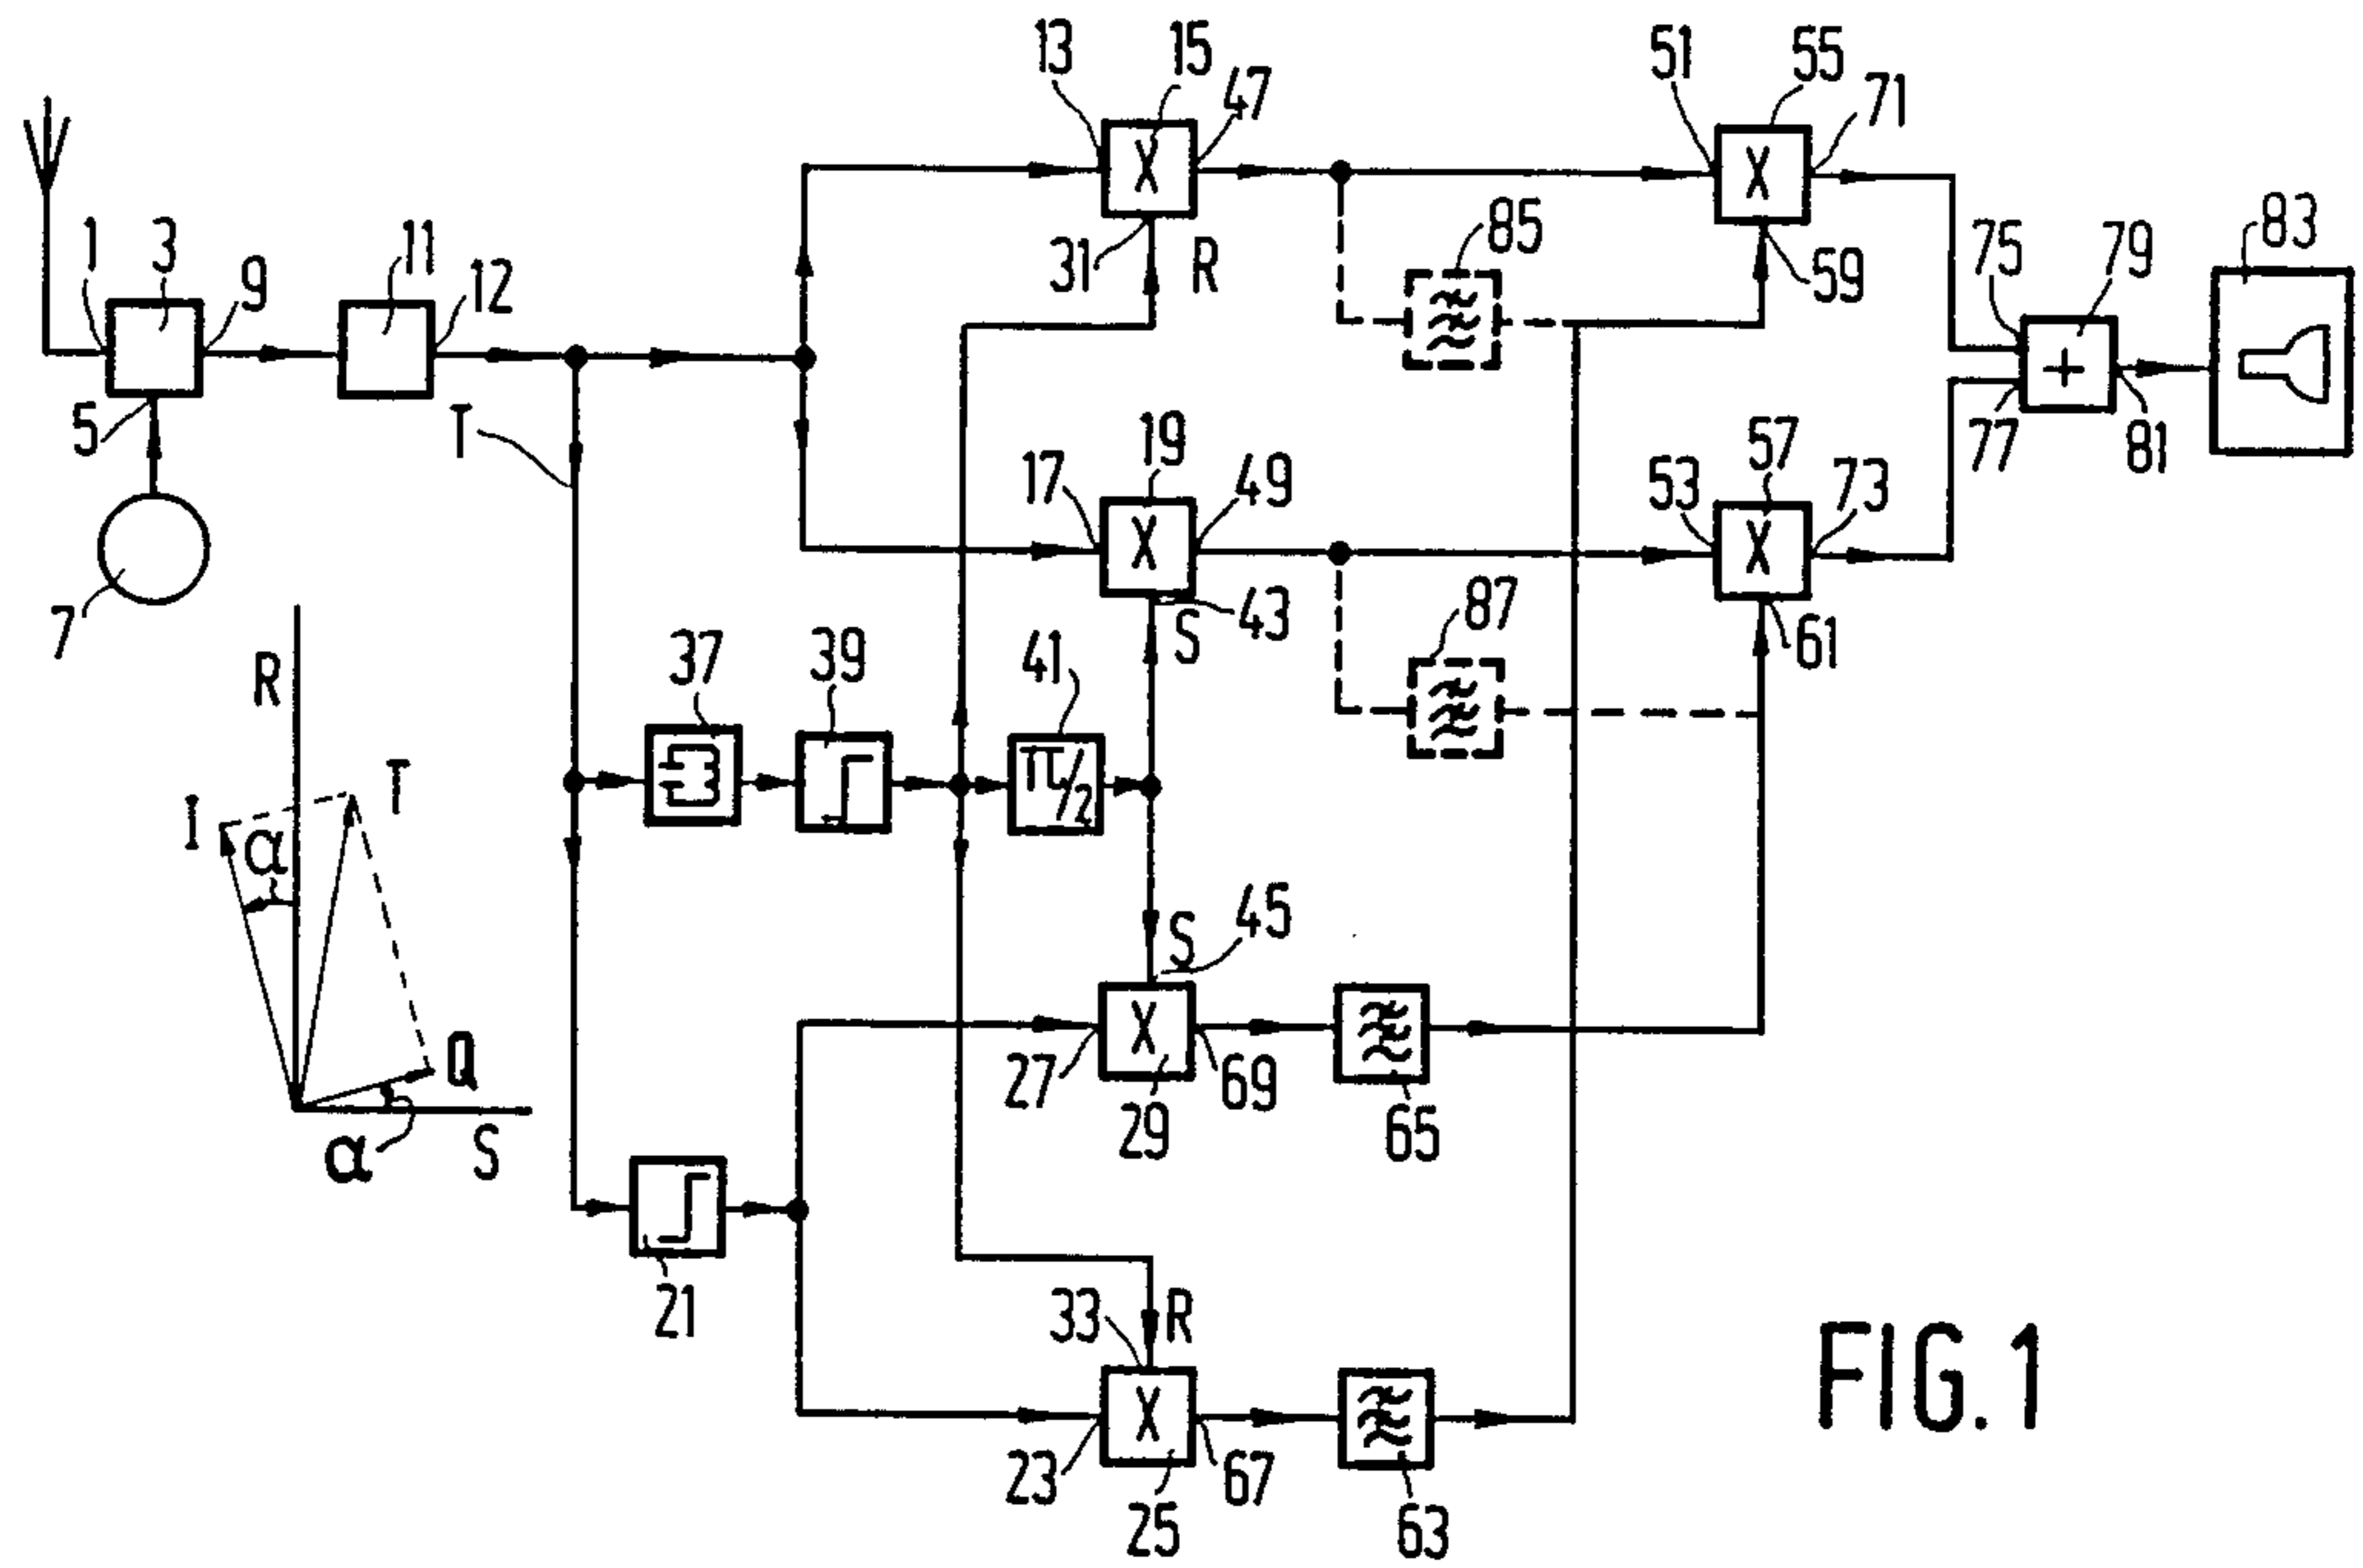 13 15 47 51 55 71
X X
1 3 9 11 12 31 R 85 59 75 79 83
+
5 T 17 19 49 53 57 73 77 81
X X
7 43 S 87 61
R 37 39 41
π/2
I α T
S 45
Q X
27 29 69 65
α S
21
33 R
X
23 25 67 63
FIG. 1